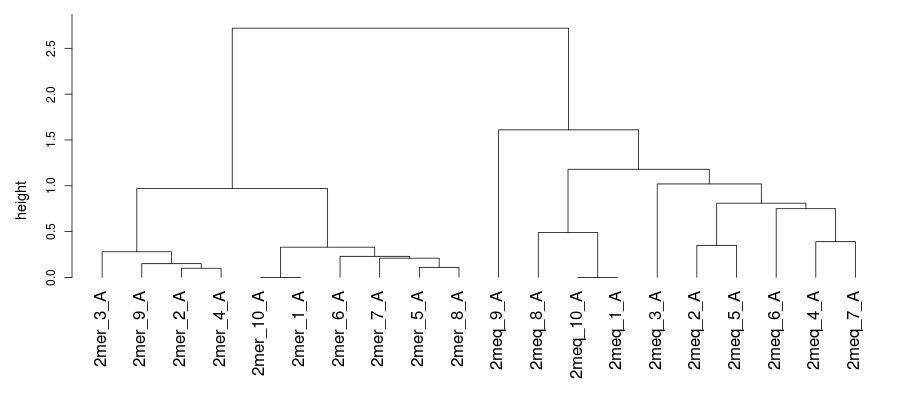 height
2.5
2.0
1.5
1.0
0.5
0.0
2mer_3_A
2mer_9_A
2mer_2_A
2mer_4_A
2mer_10_A
2mer_1_A
2mer_6_A
2mer_7_A
2mer_5_A
2mer_8_A
2meq_9_A
2meq_8_A
2meq_10_A
2meq_1_A
2meq_3_A
2meq_2_A
2meq_5_A
2meq_6_A
2meq_4_A
2meq_7_A